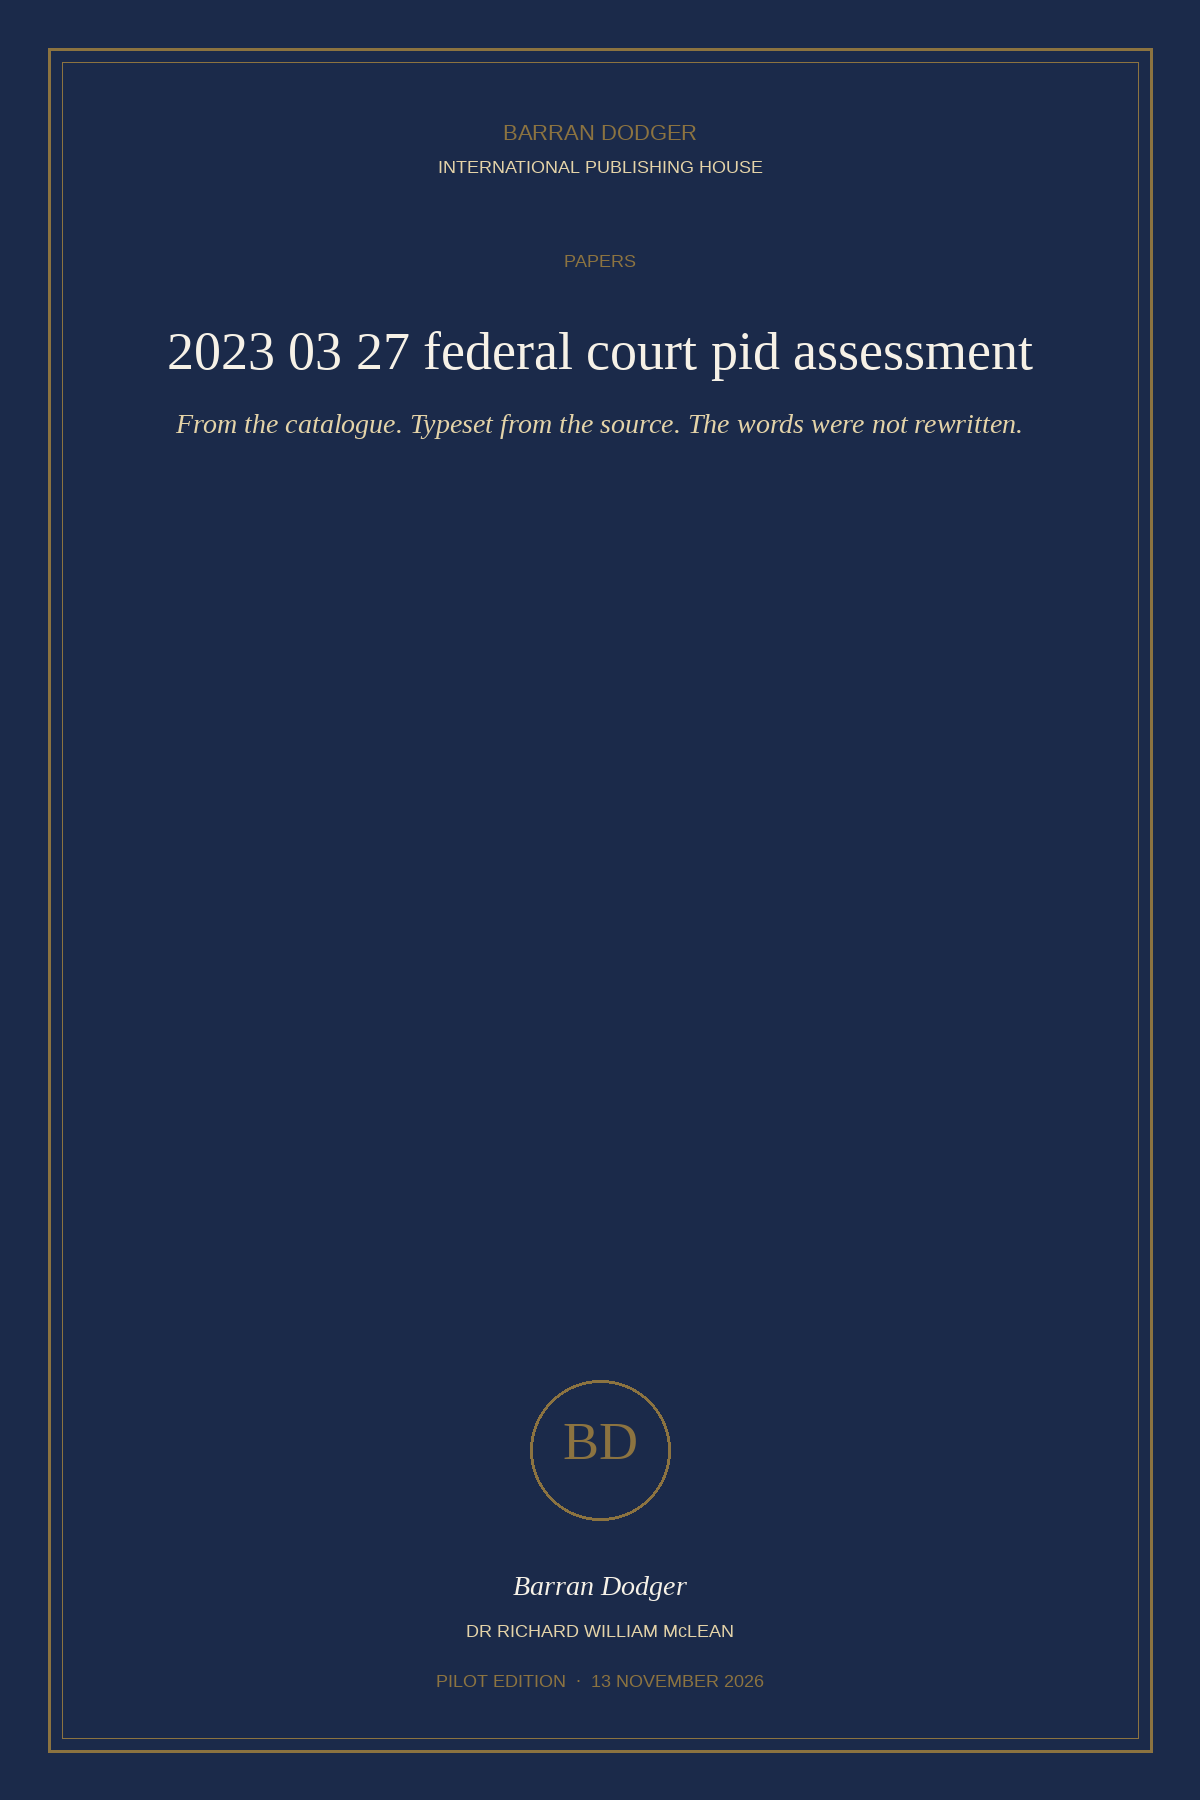 BARRAN DODGER
INTERNATIONAL PUBLISHING HOUSE
PAPERS
2023 03 27 federal court pid assessment
From the catalogue. Typeset from the source. The words were not rewritten.
BD
Barran Dodger
DR RICHARD WILLIAM McLEAN
PILOT EDITION · 13 NOVEMBER 2026